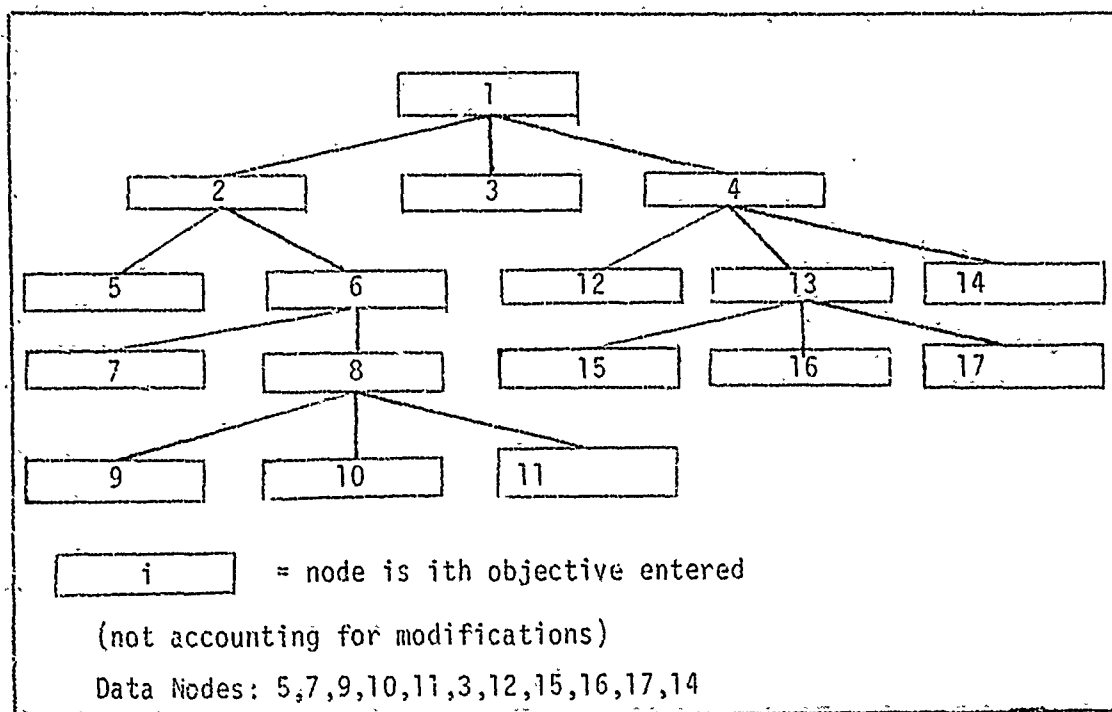 1
2 3 4
5 6 12 13 14
7 8 15 16 17
9 10 11
i = node is ith objective entered
(not accounting for modifications)
Data Nodes: 5,7,9,10,11,3,12,15,16,17,14